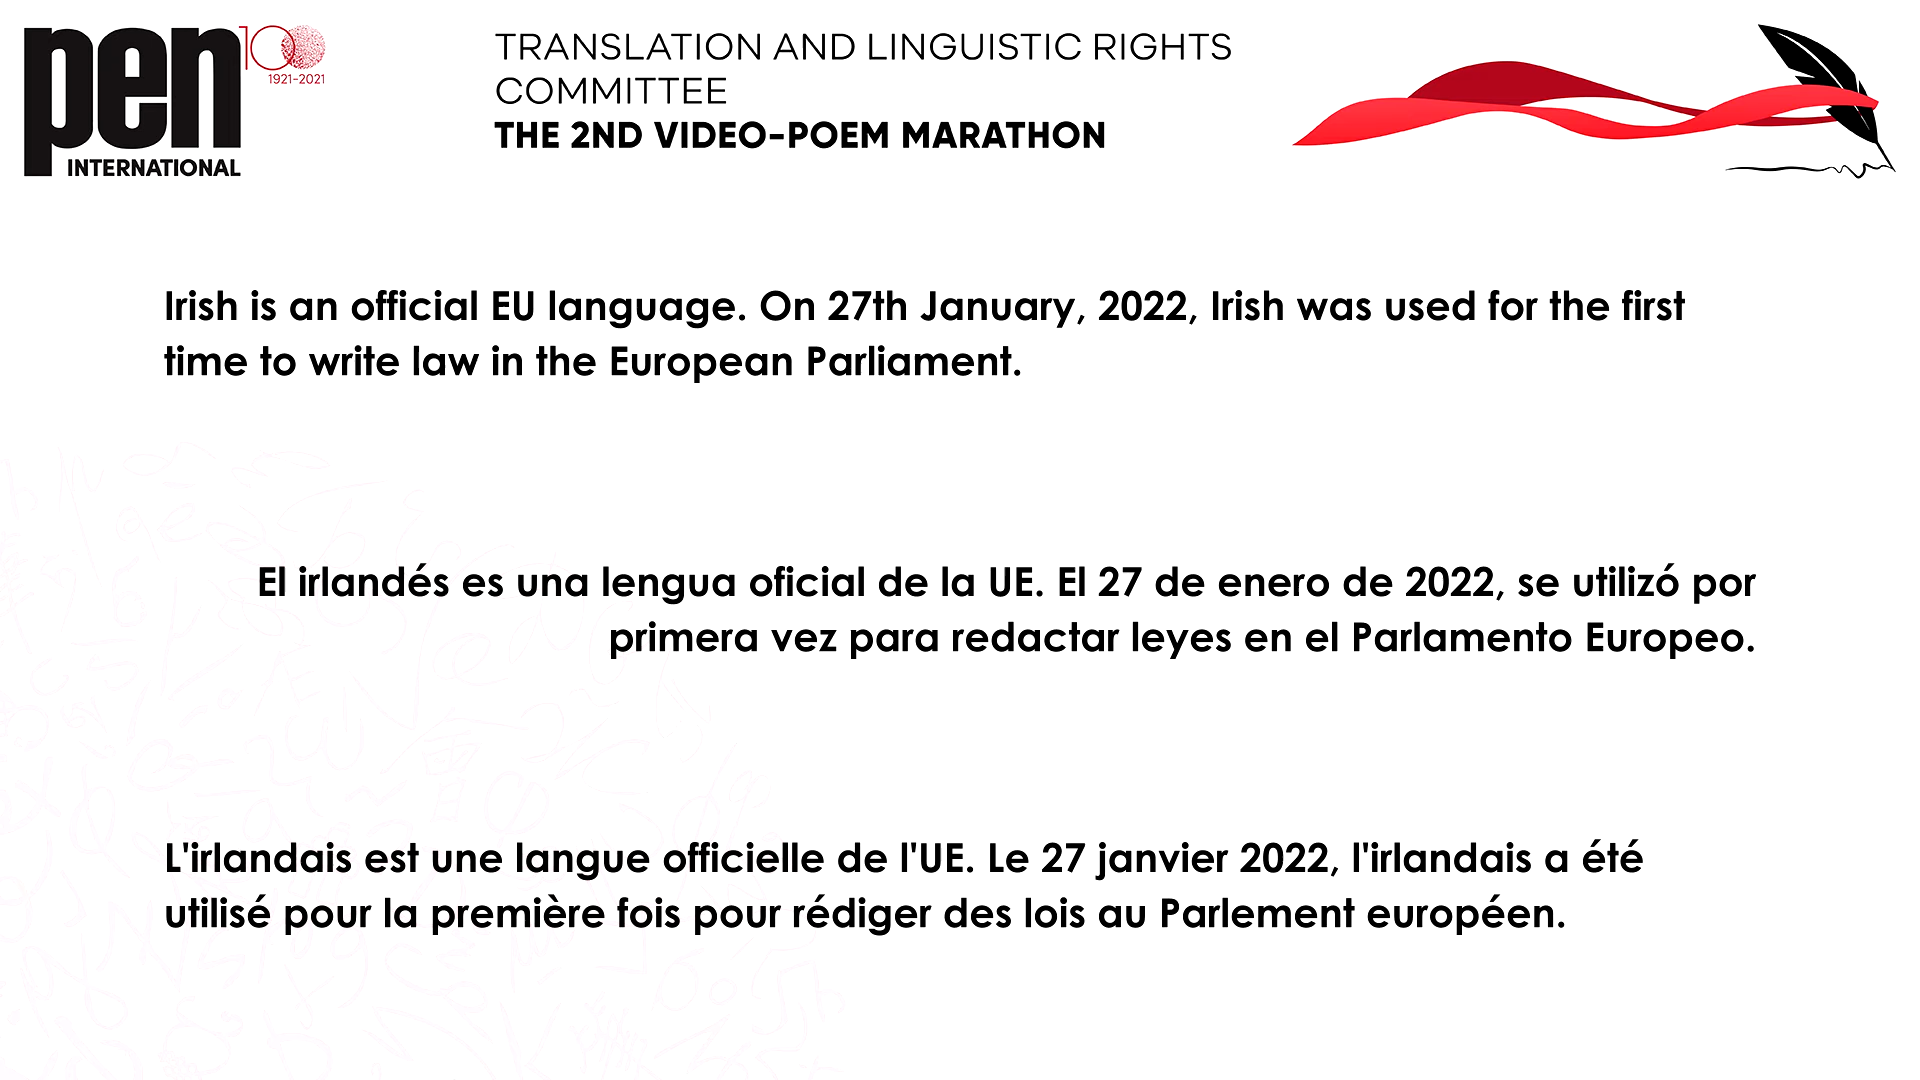 pen
100
1921-2021
INTERNATIONAL
TRANSLATION AND LINGUISTIC RIGHTS
COMMITTEE
THE 2ND VIDEO-POEM MARATHON
Irish is an official EU language. On 27th January, 2022, Irish was used for the first
time to write law in the European Parliament.
El irlandés es una lengua oficial de la UE. El 27 de enero de 2022, se utilizó por
primera vez para redactar leyes en el Parlamento Europeo.
L'irlandais est une langue officielle de l'UE. Le 27 janvier 2022, l'irlandais a été
utilisé pour la première fois pour rédiger des lois au Parlement européen.